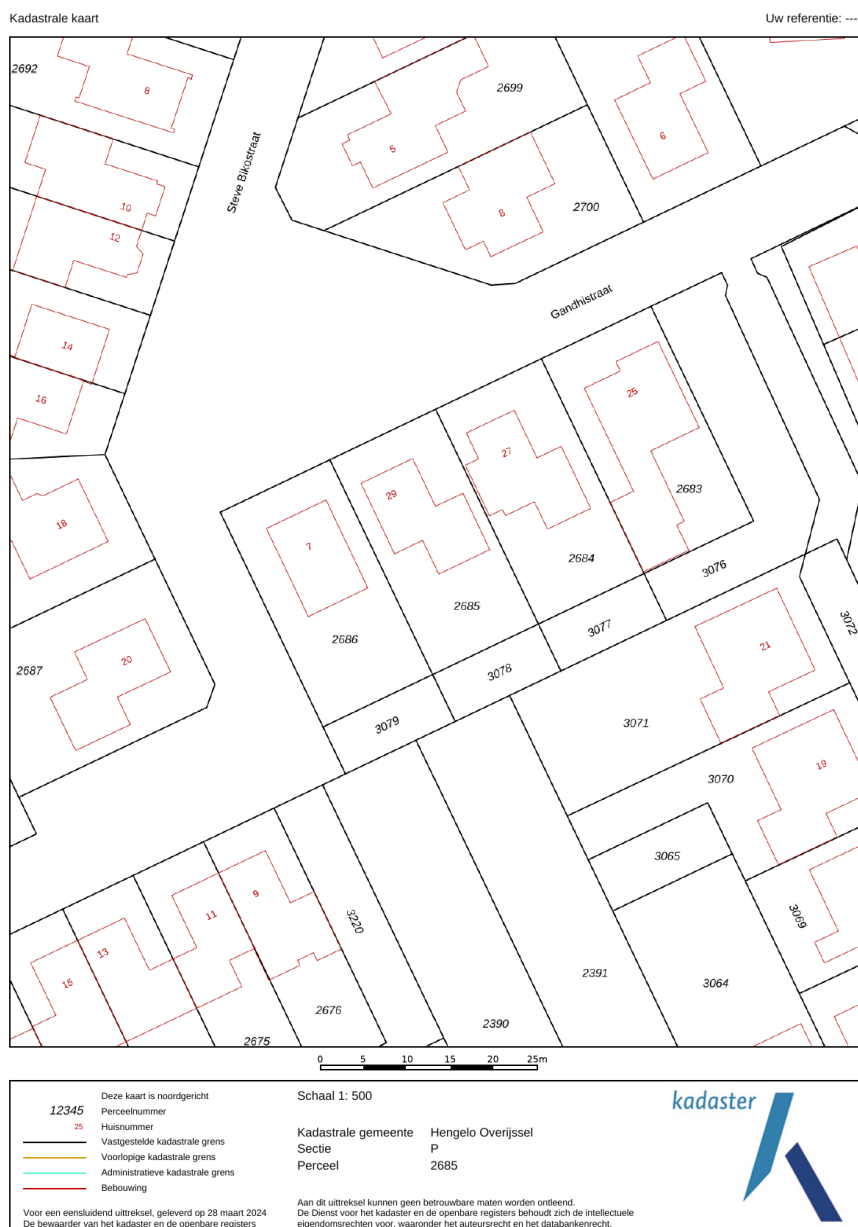 Kadastrale kaart
Uw referentie: ---
2692
8
2699
5
6
Steve Bikostraat
10
8
2700
12
Gandhistraat
14
16
25
27
29
2683
18
7
2684
3076
2685
3077
3072
2686
20
2687
21
3078
3079
3071
19
3070
3065
9
11
3220
3069
13
15
2391
3064
2676
2390
2675
0 5 10 15 20 25m
Deze kaart is noordgericht
12345 Perceelnummer
25 Huisnummer
Vastgestelde kadastrale grens
Voorlopige kadastrale grens
Administratieve kadastrale grens
Bebouwing
Voor een eensluidend uittreksel, geleverd op 28 maart 2024
De bewaarder van het kadaster en de openbare registers
Schaal 1: 500
Kadastrale gemeente Hengelo Overijssel
Sectie P
Perceel 2685
Aan dit uittreksel kunnen geen betrouwbare maten worden ontleend.
De Dienst voor het kadaster en de openbare registers behoudt zich de intellectuele
eigendomsrechten voor, waaronder het auteursrecht en het databankenrecht.
kadaster